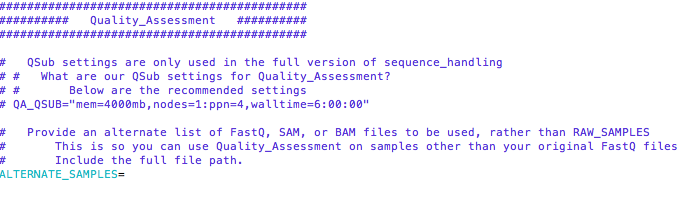 ############################################
##########   Quality_Assessment   ##########
############################################
#   QSub settings are only used in the full version of sequence_handling
# #   What are our QSub settings for Quality_Assessment?
# #       Below are the recommended settings
# QA_QSUB="mem=4000mb,nodes=1:ppn=4,walltime=6:00:00"
#   Provide an alternate list of FastQ, SAM, or BAM files to be used, rather than RAW_SAMPLES
#       This is so you can use Quality_Assessment on samples other than your original FastQ files
#       Include the full file path.
ALTERNATE_SAMPLES=